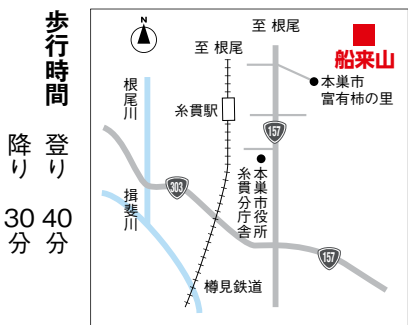 歩行時間 登り 40分
降り 30分
N
至 根尾
至 根尾
船来山
本巣市
富有柿の里
根尾川
糸貫駅
157
本巣市役所
糸貫分庁舎
303
揖斐川
157
樽見鉄道